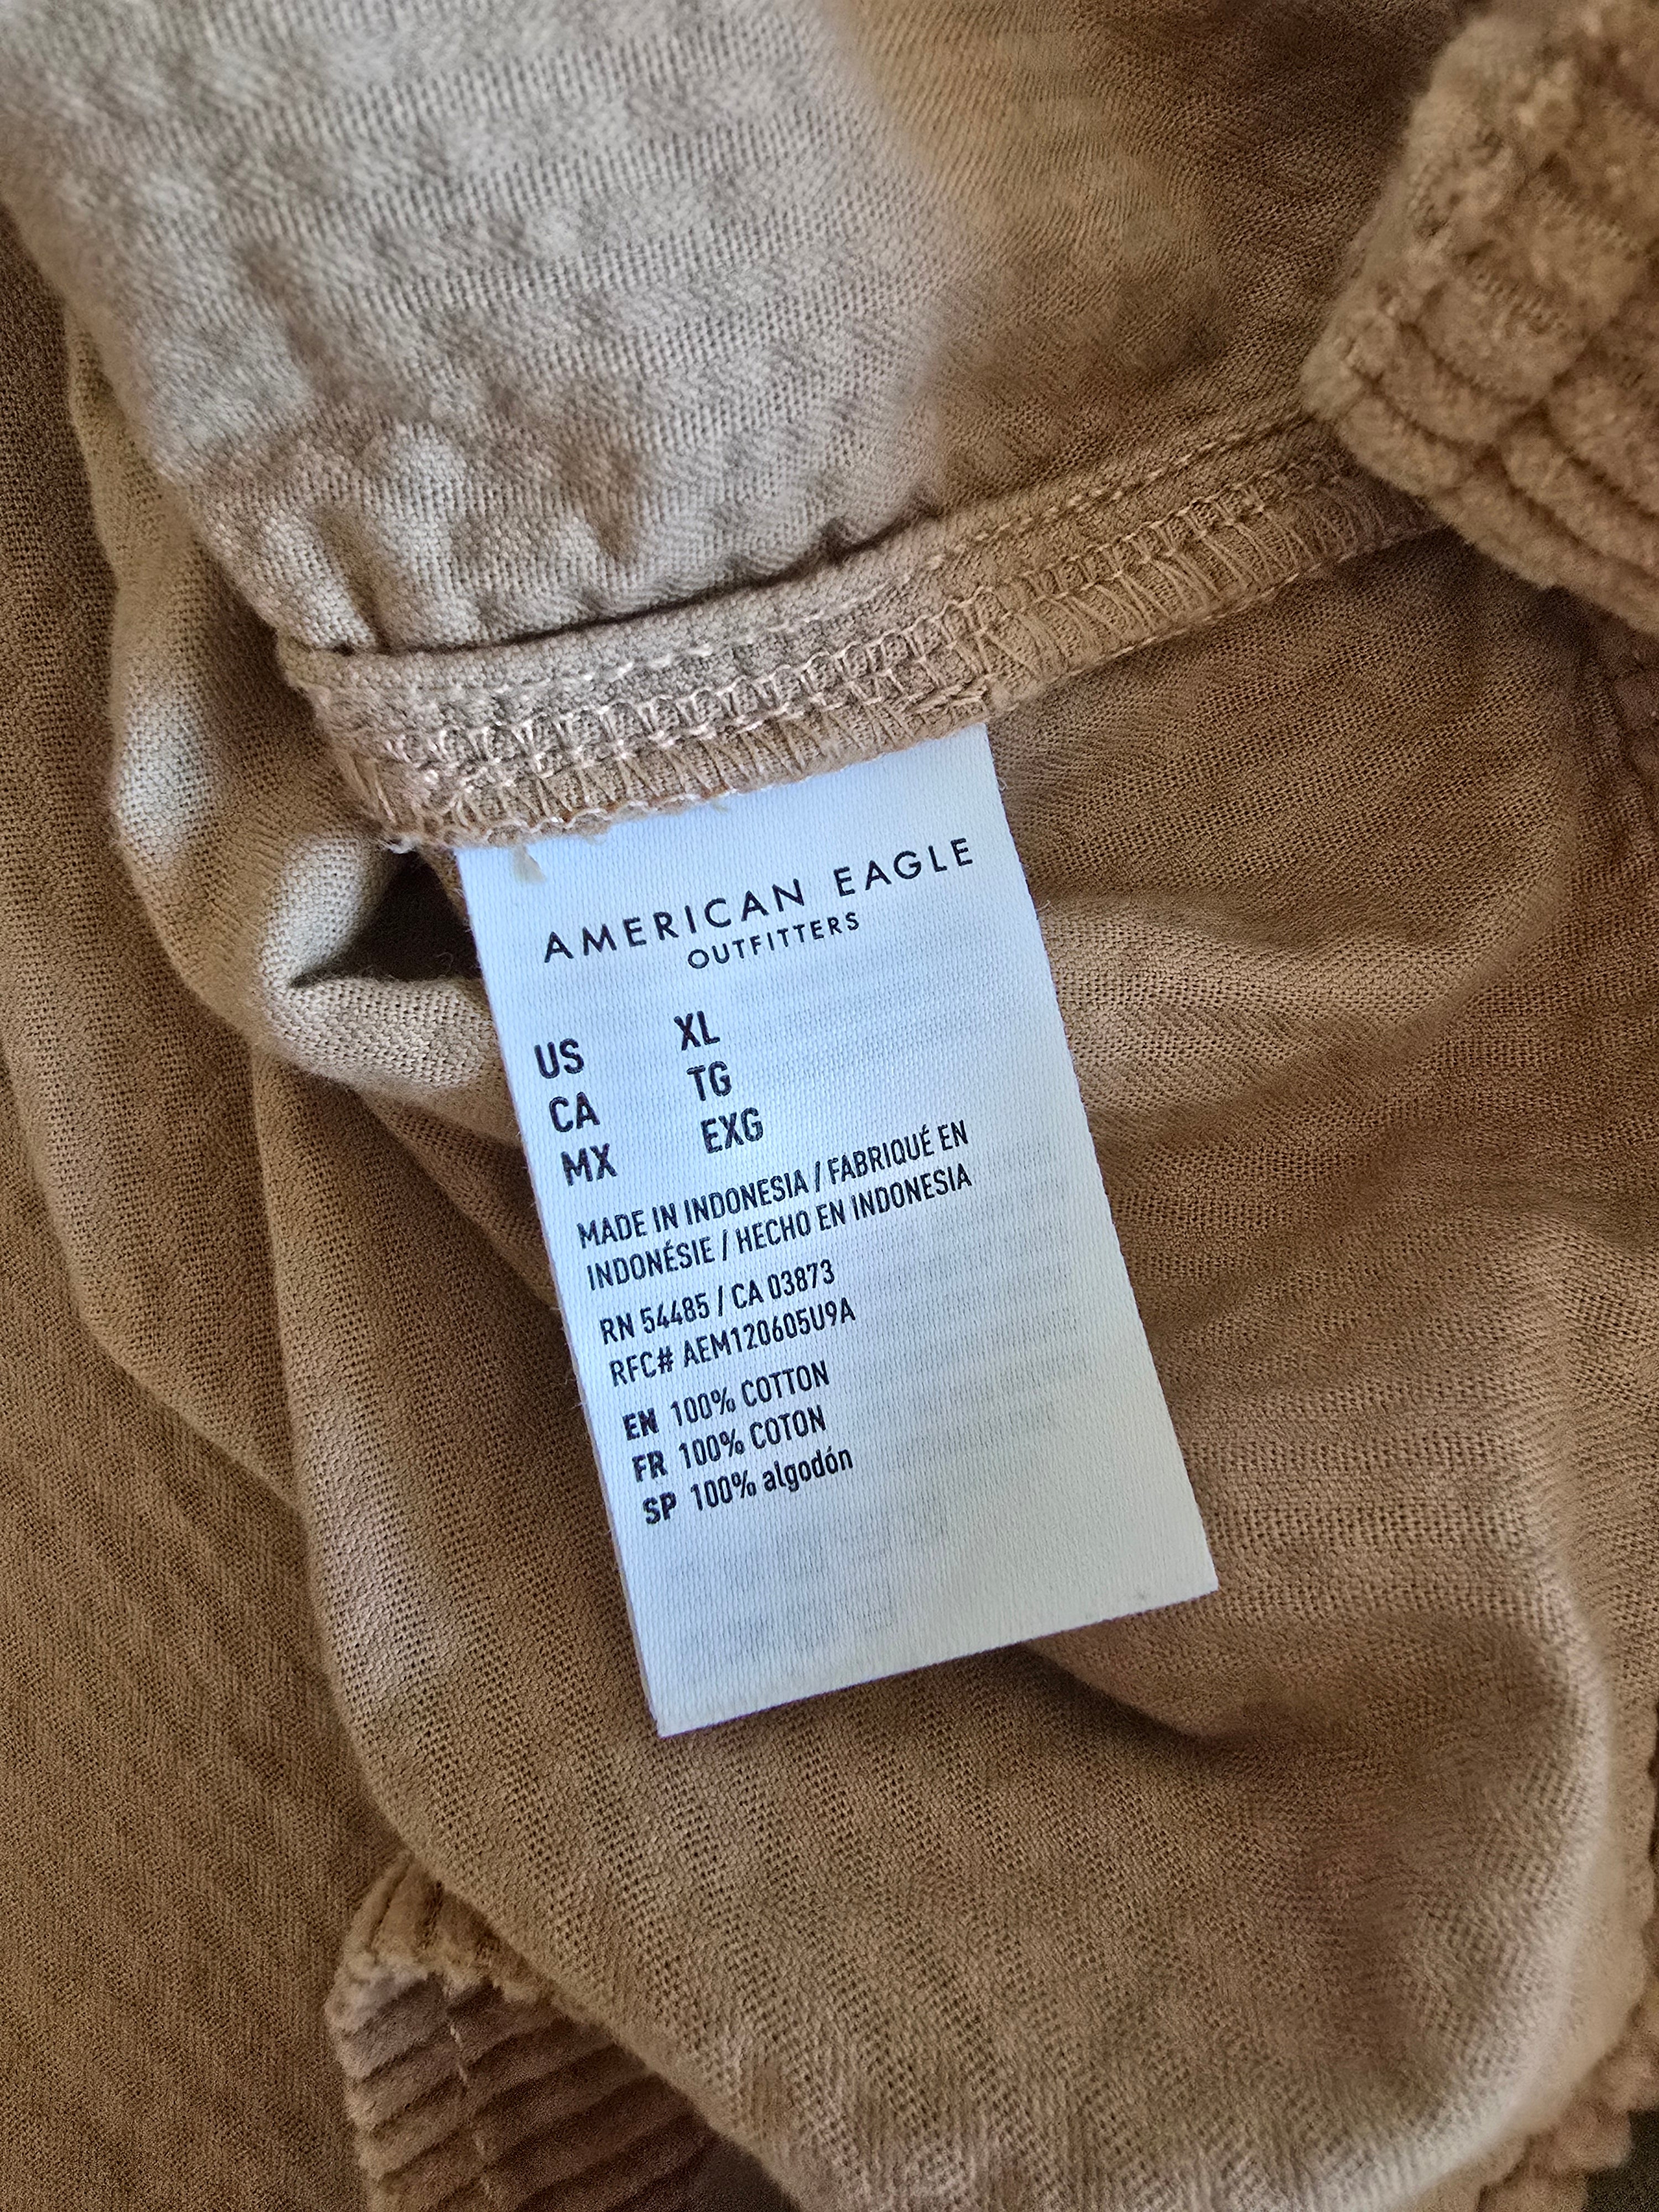 AMERICAN EAGLE
OUTFITTERS
US XL
CA TG
MX EXG
MADE IN INDONESIA / FABRIQUÉ EN
INDONÉSIE / HECHO EN INDONESIA
RN 54485 / CA 03873
RFC# AEM120605U9A
EN 100% COTTON
FR 100% COTON
SP 100% algodón